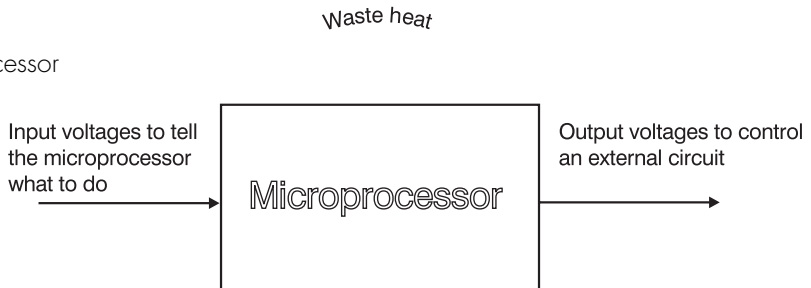 Waste heat
Input voltages to tell
the microprocessor
what to do
Microprocessor
Output voltages to control
an external circuit